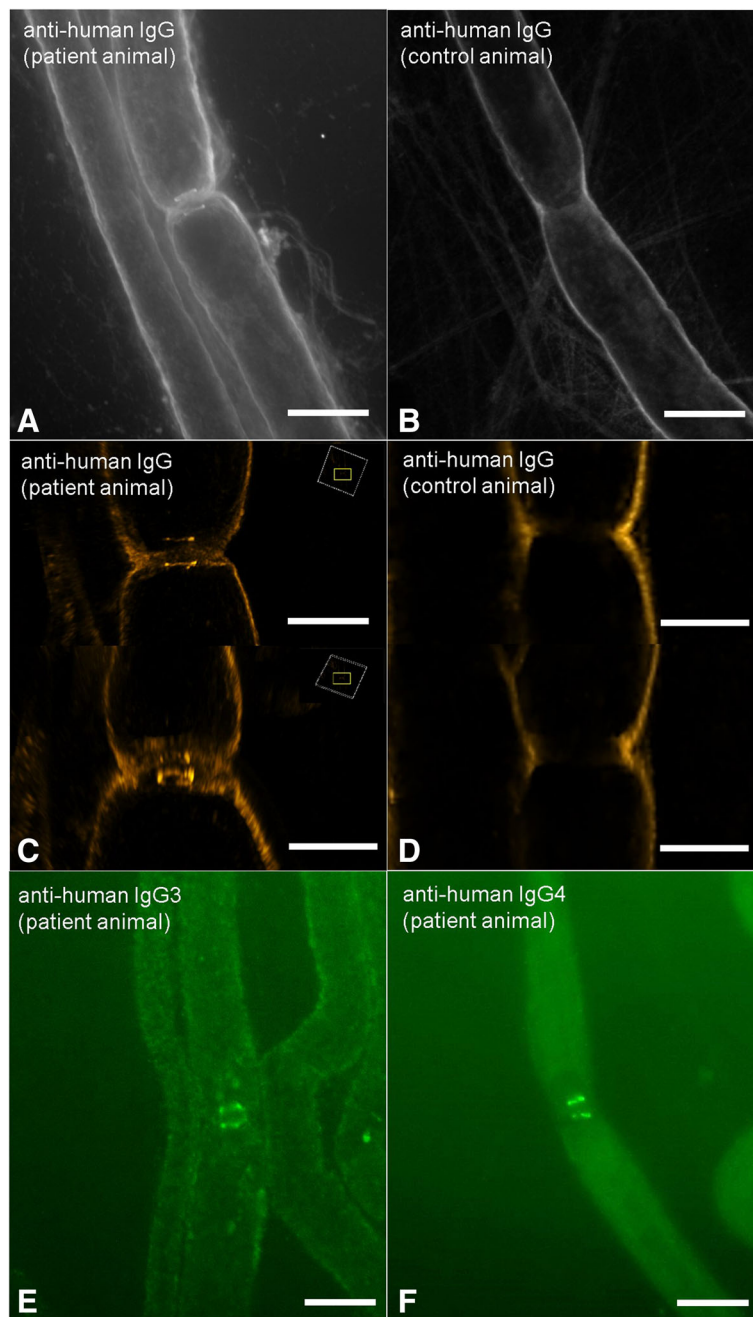 anti-human IgG
(patient animal)
A
anti-human IgG
(control animal)
B
anti-human IgG
(patient animal)
C
anti-human IgG
(control animal)
D
anti-human IgG3
(patient animal)
E
anti-human IgG4
(patient animal)
F